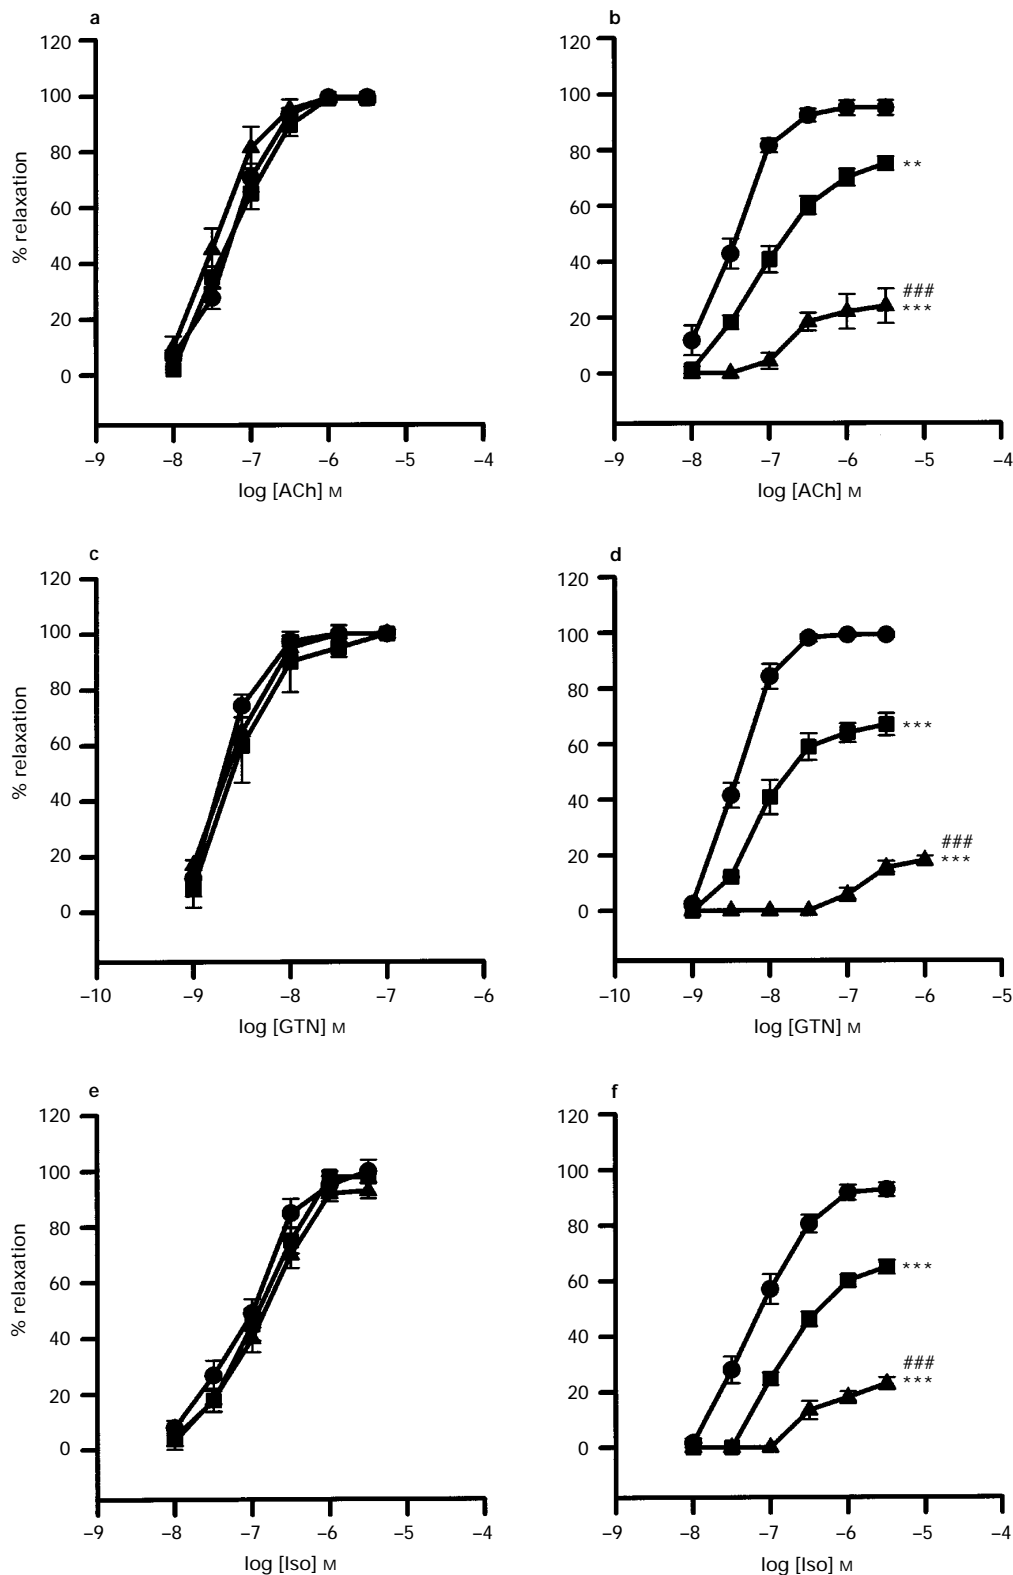 a
120
100
80
60
40
20
0
% relaxation
–9 –8 –7 –6 –5 –4
log [ACh] M
b
120
100
80
60
40
20
0
**
###
***
–9 –8 –7 –6 –5 –4
log [ACh] M
c
120
100
80
60
40
20
0
% relaxation
–10 –9 –8 –7 –6
log [GTN] M
d
120
100
80
60
40
20
0
***
###
***
–10 –9 –8 –7 –6 –5
log [GTN] M
e
120
100
80
60
40
20
0
% relaxation
–9 –8 –7 –6 –5 –4
log [Iso] M
f
120
100
80
60
40
20
0
***
###
***
–9 –8 –7 –6 –5 –4
log [Iso] M